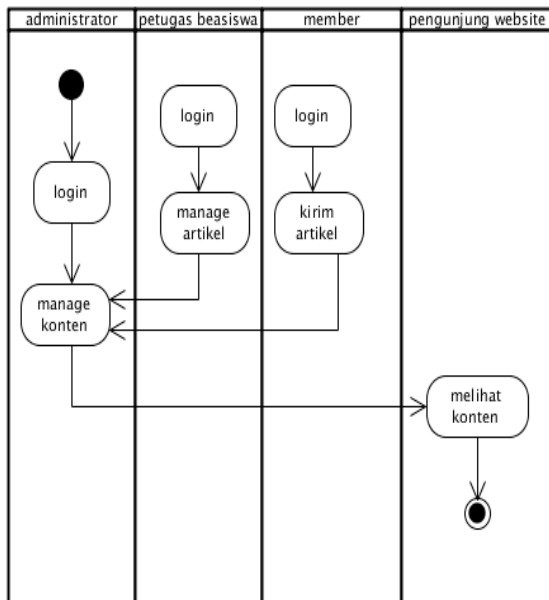 administrator
petugas beasiswa
member
pengunjung website
login
login
login
manage
artikel
kirim
artikel
manage
konten
melihat
konten